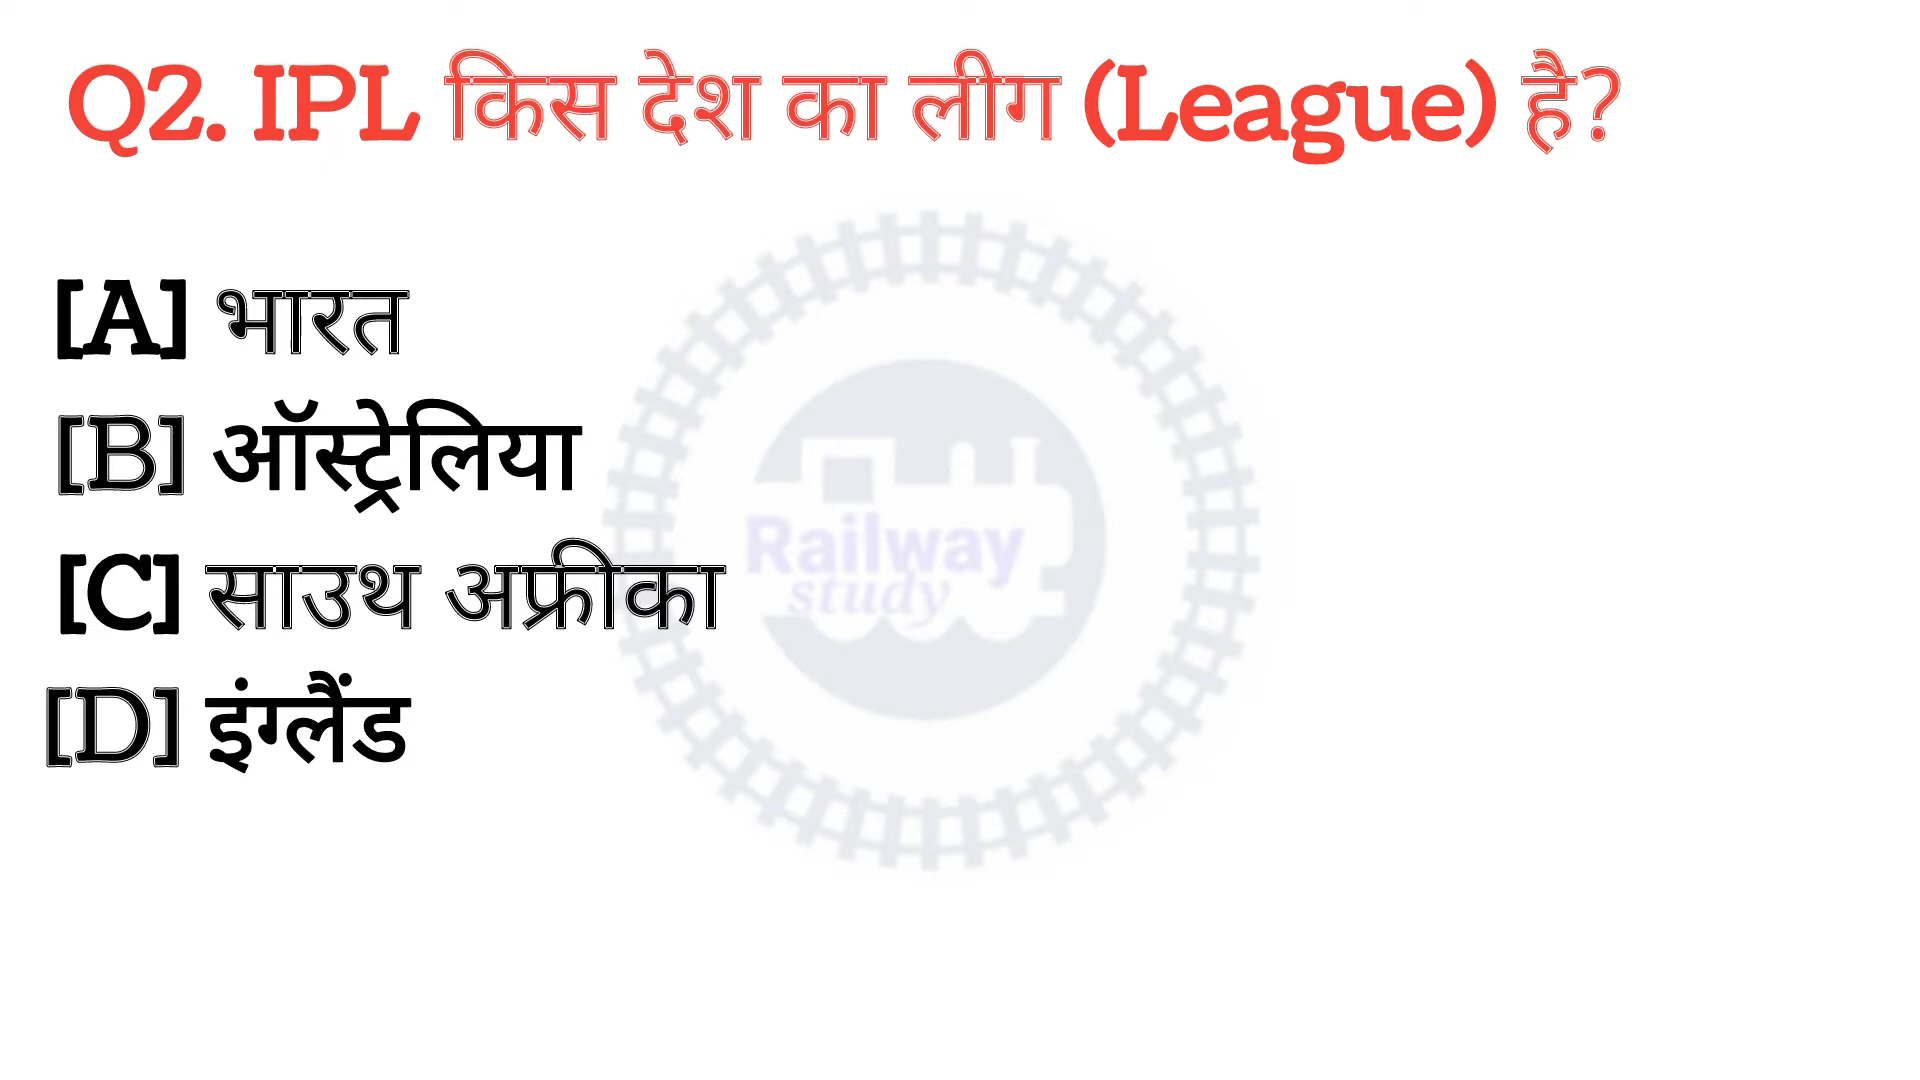 Q2. IPL किस देश का लीग (League) है?
[A] भारत
[B] ऑस्ट्रेलिया
[C] साउथ अफ्रीका
[D] इंग्लैंड
Railway
study